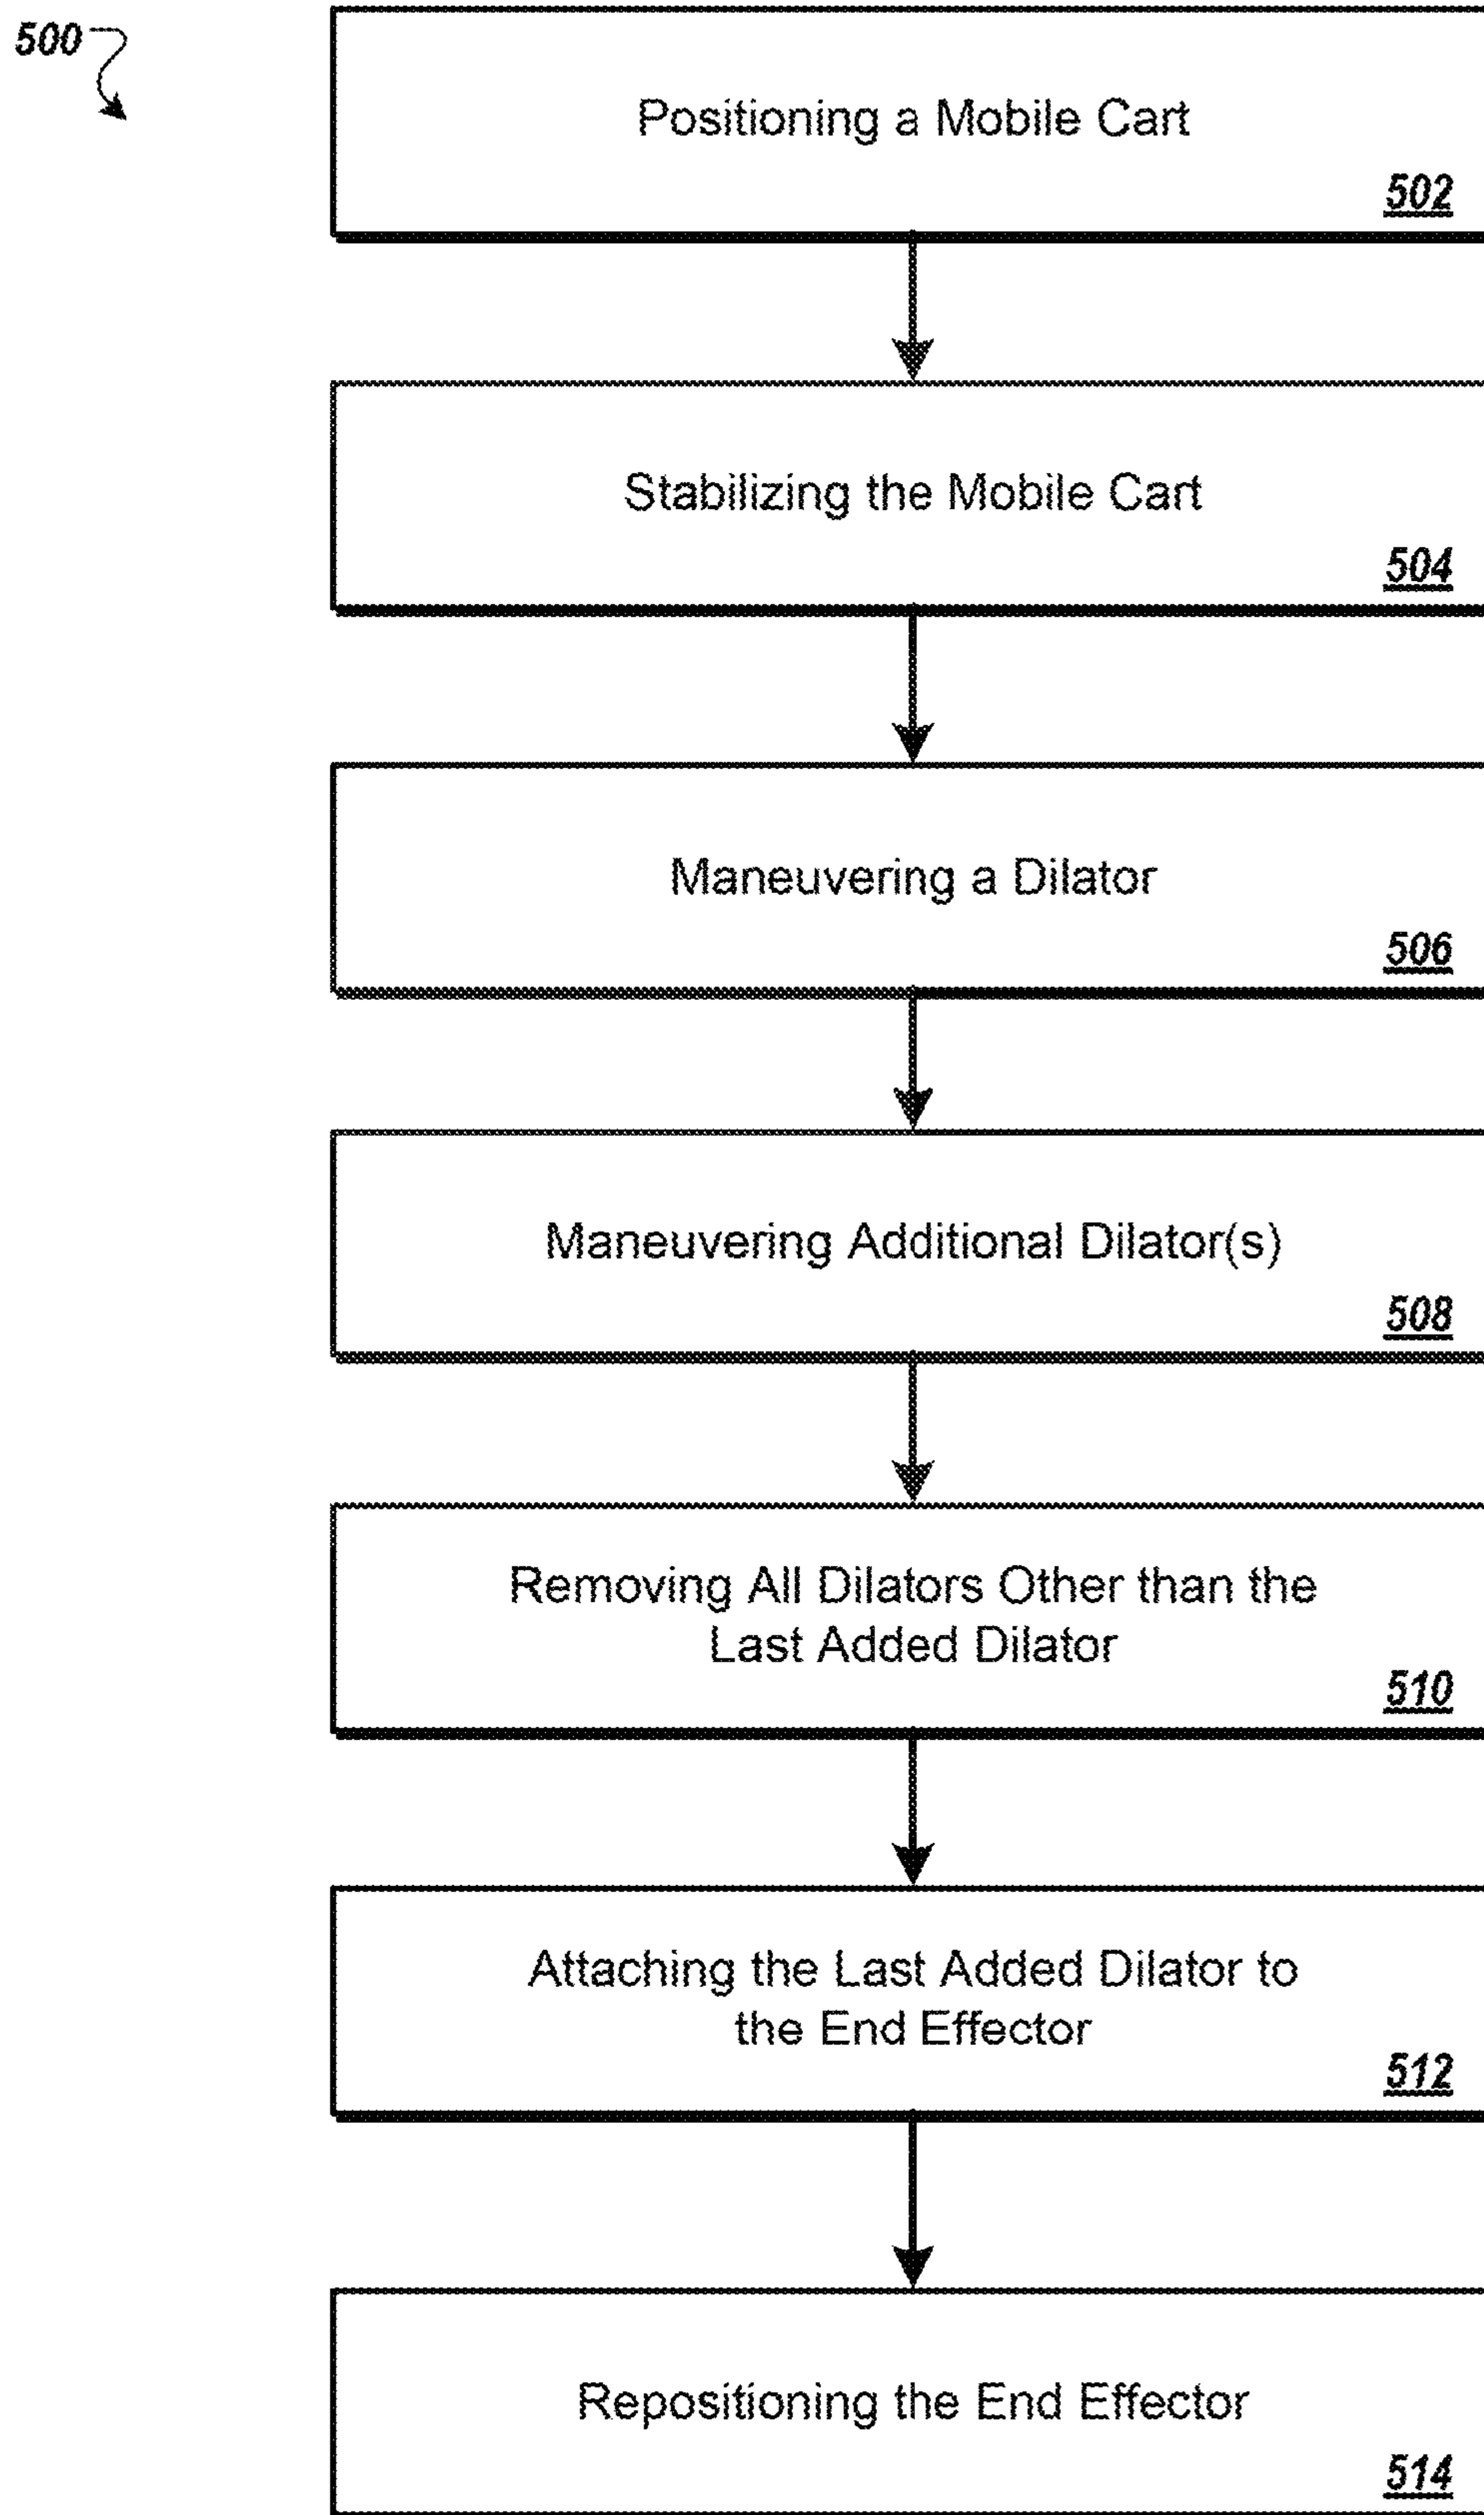 500
Positioning a Mobile Cart
502
Stabilizing the Mobile Cart
504
Maneuvering a Dilator
506
Maneuvering Additional Dilator(s)
508
Removing All Dilators Other than the
Last Added Dilator
510
Attaching the Last Added Dilator to
the End Effector
512
Repositioning the End Effector
514